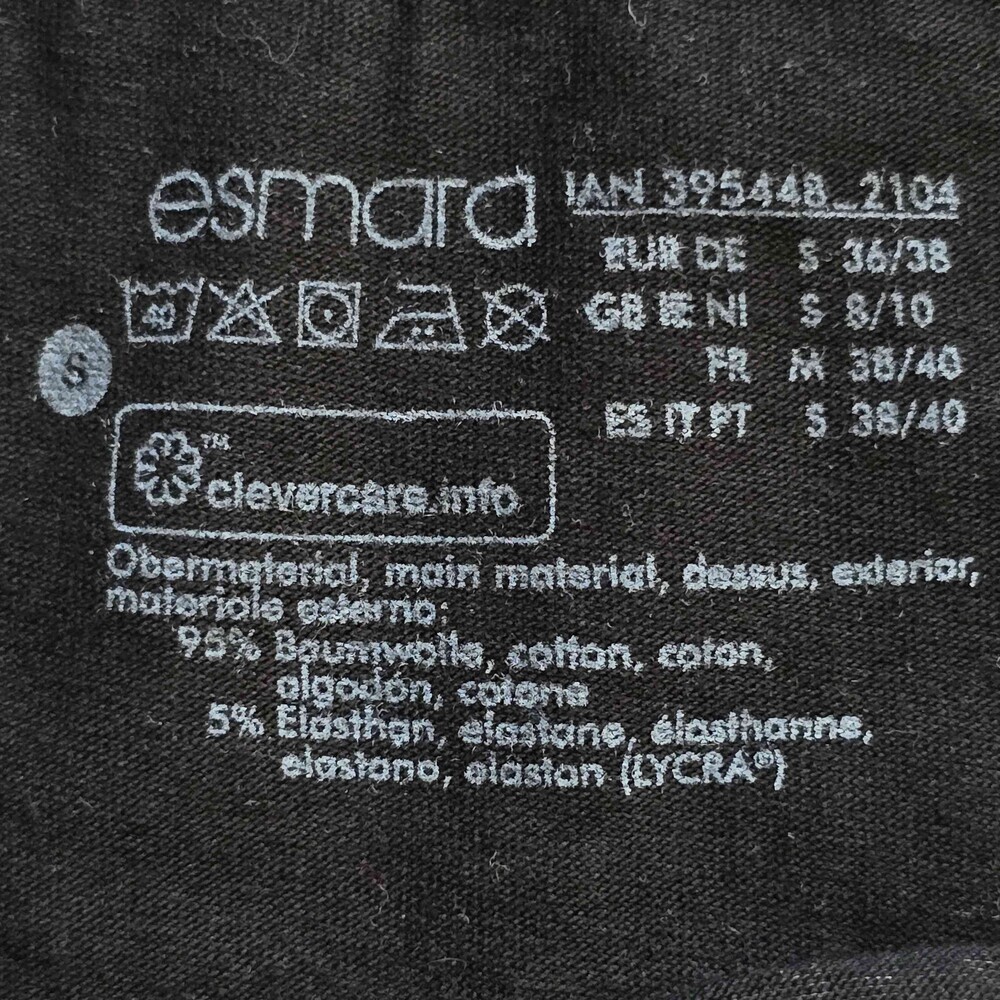 esmara
IAN 395448_2104
EUR DE S 36/38
GB IE NI S 8/10
FR M 38/40
ES IT PT S 38/40
40
S
™
clevercare.info
Obermaterial, main material, dessus, exterior,
materiale esterno:
95% Baumwolle, cotton, coton,
algodón, cotone
5% Elasthan, elastane, élasthanne,
elastano, elastan (LYCRA®)